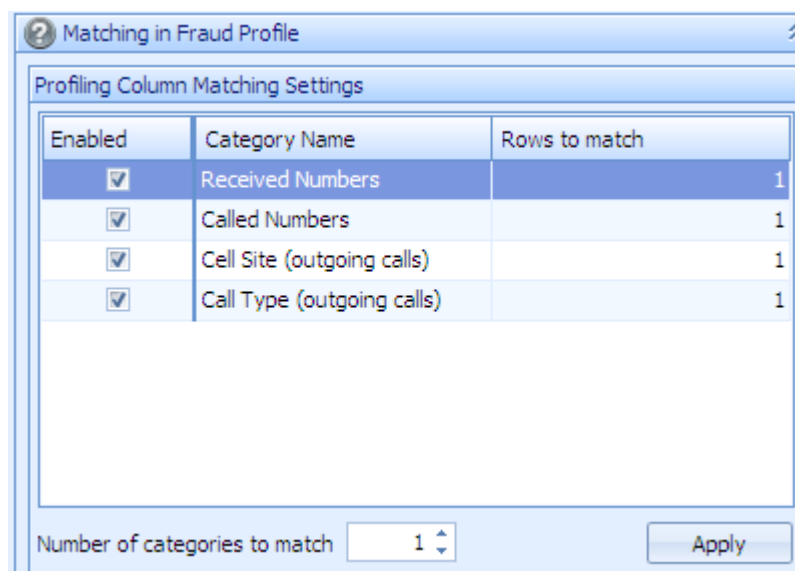 Matching in Fraud Profile
Profiling Column Matching Settings
Enabled Category Name Rows to match
Received Numbers 1
Called Numbers 1
Cell Site (outgoing calls) 1
Call Type (outgoing calls) 1
Number of categories to match 1 Apply